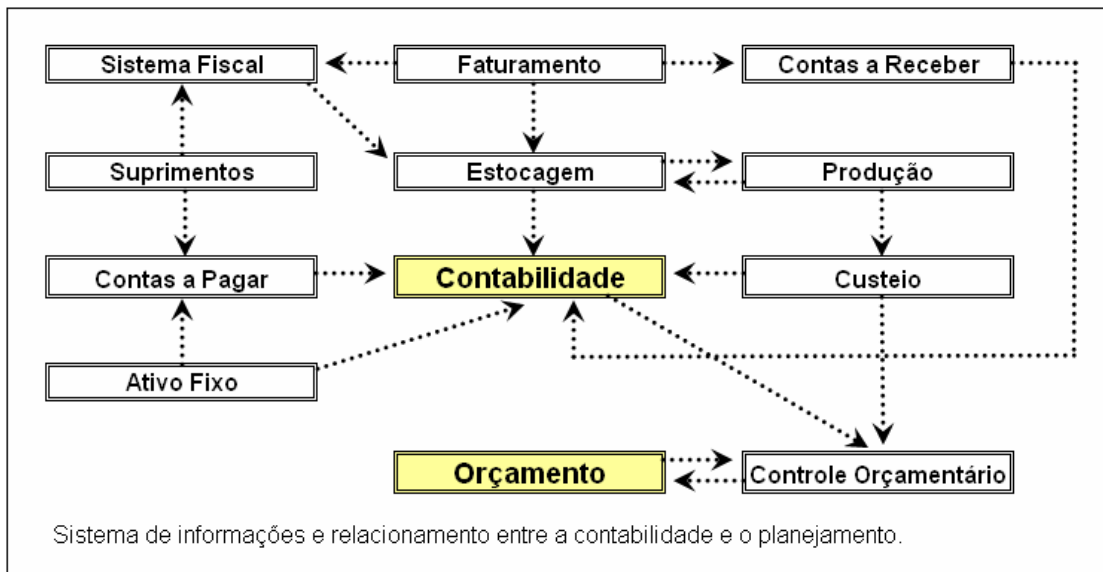 Sistema Fiscal
Faturamento
Contas a Receber
Suprimentos
Estocagem
Produção
Contas a Pagar
Contabilidade
Custeio
Ativo Fixo
Orçamento
Controle Orçamentário
Sistema de informações e relacionamento entre a contabilidade e o planejamento.